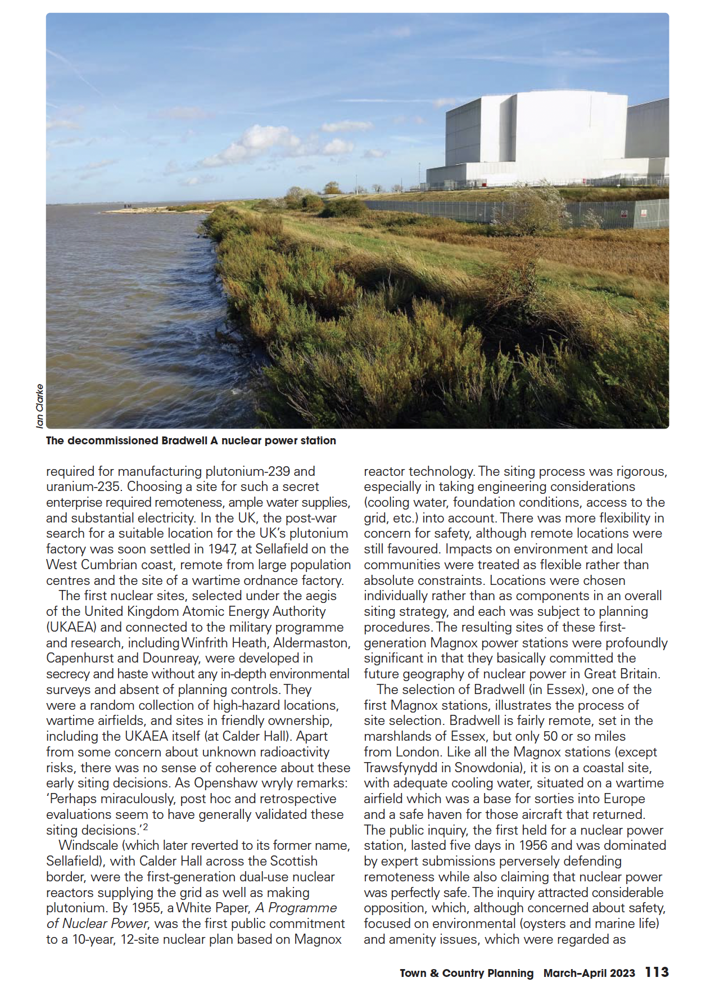 Ian Clarke
The decommissioned Bradwell A nuclear power station
required for manufacturing plutonium-239 and
uranium-235. Choosing a site for such a secret
enterprise required remoteness, ample water supplies,
and substantial electricity. In the UK, the post-war
search for a suitable location for the UK’s plutonium
factory was soon settled in 1947, at Sellafield on the
West Cumbrian coast, remote from large population
centres and the site of a wartime ordnance factory.
The first nuclear sites, selected under the aegis
of the United Kingdom Atomic Energy Authority
(UKAEA) and connected to the military programme
and research, including Winfrith Heath, Aldermaston,
Capenhurst and Dounreay, were developed in
secrecy and haste without any in-depth environmental
surveys and absent of planning controls. They
were a random collection of high-hazard locations,
wartime airfields, and sites in friendly ownership,
including the UKAEA itself (at Calder Hall). Apart
from some concern about unknown radioactivity
risks, there was no sense of coherence about these
early siting decisions. As Openshaw wryly remarks:
‘Perhaps miraculously, post hoc and retrospective
evaluations seem to have generally validated these
siting decisions.’2
Windscale (which later reverted to its former name,
Sellafield), with Calder Hall across the Scottish
border, were the first-generation dual-use nuclear
reactors supplying the grid as well as making
plutonium. By 1955, a White Paper, A Programme
of Nuclear Power, was the first public commitment
to a 10-year, 12-site nuclear plan based on Magnox
reactor technology. The siting process was rigorous,
especially in taking engineering considerations
(cooling water, foundation conditions, access to the
grid, etc.) into account. There was more flexibility in
concern for safety, although remote locations were
still favoured. Impacts on environment and local
communities were treated as flexible rather than
absolute constraints. Locations were chosen
individually rather than as components in an overall
siting strategy, and each was subject to planning
procedures. The resulting sites of these first-
generation Magnox power stations were profoundly
significant in that they basically committed the
future geography of nuclear power in Great Britain.
The selection of Bradwell (in Essex), one of the
first Magnox stations, illustrates the process of
site selection. Bradwell is fairly remote, set in the
marshlands of Essex, but only 50 or so miles
from London. Like all the Magnox stations (except
Trawsfynydd in Snowdonia), it is on a coastal site,
with adequate cooling water, situated on a wartime
airfield which was a base for sorties into Europe
and a safe haven for those aircraft that returned.
The public inquiry, the first held for a nuclear power
station, lasted five days in 1956 and was dominated
by expert submissions perversely defending
remoteness while also claiming that nuclear power
was perfectly safe. The inquiry attracted considerable
opposition, which, although concerned about safety,
focused on environmental (oysters and marine life)
and amenity issues, which were regarded as
Town & Country Planning March–April 2023 113